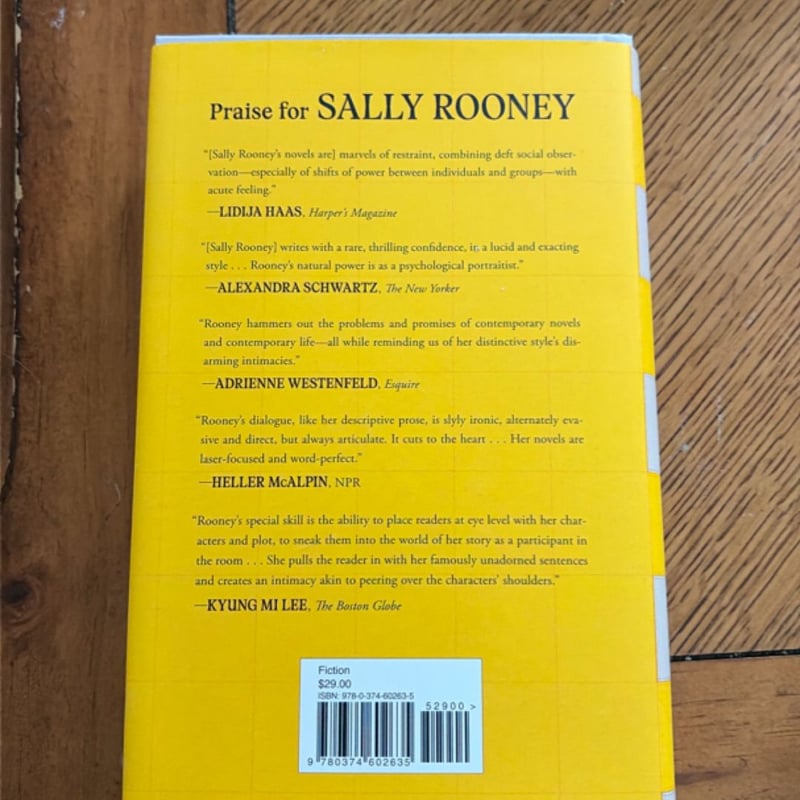 Praise for SALLY ROONEY
“[Sally Rooney’s novels are] marvels of restraint, combining deft social obser-
vation—especially of shifts of power between individuals and groups—with
acute feeling.”
—LIDIJA HAAS, Harper’s Magazine
“[Sally Rooney] writes with a rare, thrilling confidence, in a lucid and exacting
style . . . Rooney’s natural power is as a psychological portraitist.”
—ALEXANDRA SCHWARTZ, The New Yorker
“Rooney hammers out the problems and promises of contemporary novels
and contemporary life—all while reminding us of her distinctive style’s dis-
arming intimacies.”
—ADRIENNE WESTENFELD, Esquire
“Rooney’s dialogue, like her descriptive prose, is slyly ironic, alternately eva-
sive and direct, but always articulate. It cuts to the heart . . . Her novels are
laser-focused and word-perfect.”
—HELLER McALPIN, NPR
“Rooney’s special skill is the ability to place readers at eye level with her char-
acters and plot, to sneak them into the world of her story as a participant in
the room . . . She pulls the reader in with her famously unadorned sentences
and creates an intimacy akin to peering over the characters’ shoulders.”
—KYUNG MI LEE, The Boston Globe
Fiction
$29.00
ISBN: 978-0-374-60263-5
52900 >
9 780374 602635